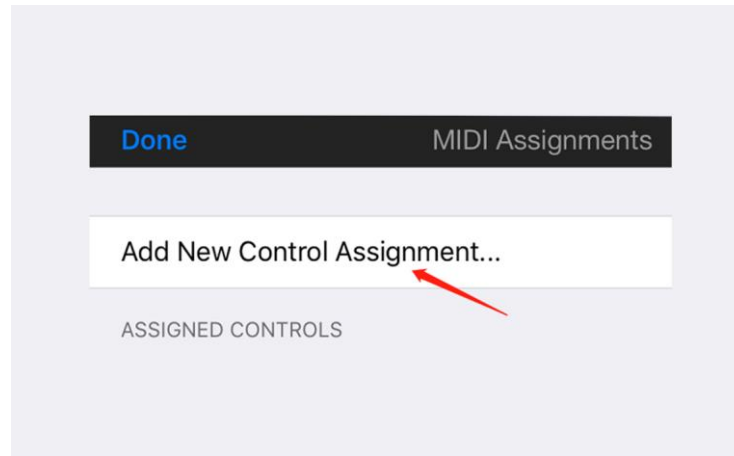 Done
MIDI Assignments
Add New Control Assignment...
ASSIGNED CONTROLS